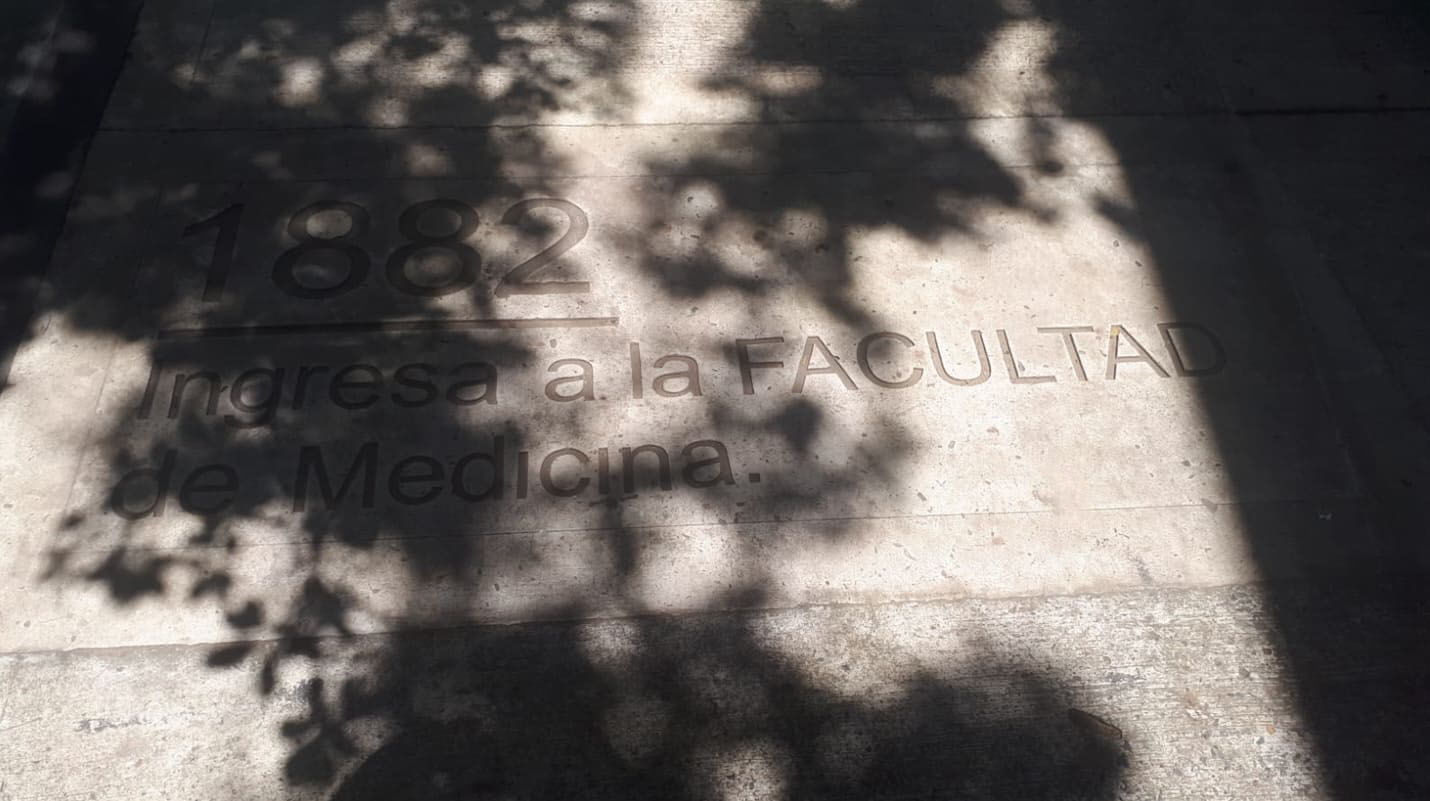 1882
Ingresa a la FACULTAD
de Medicina.